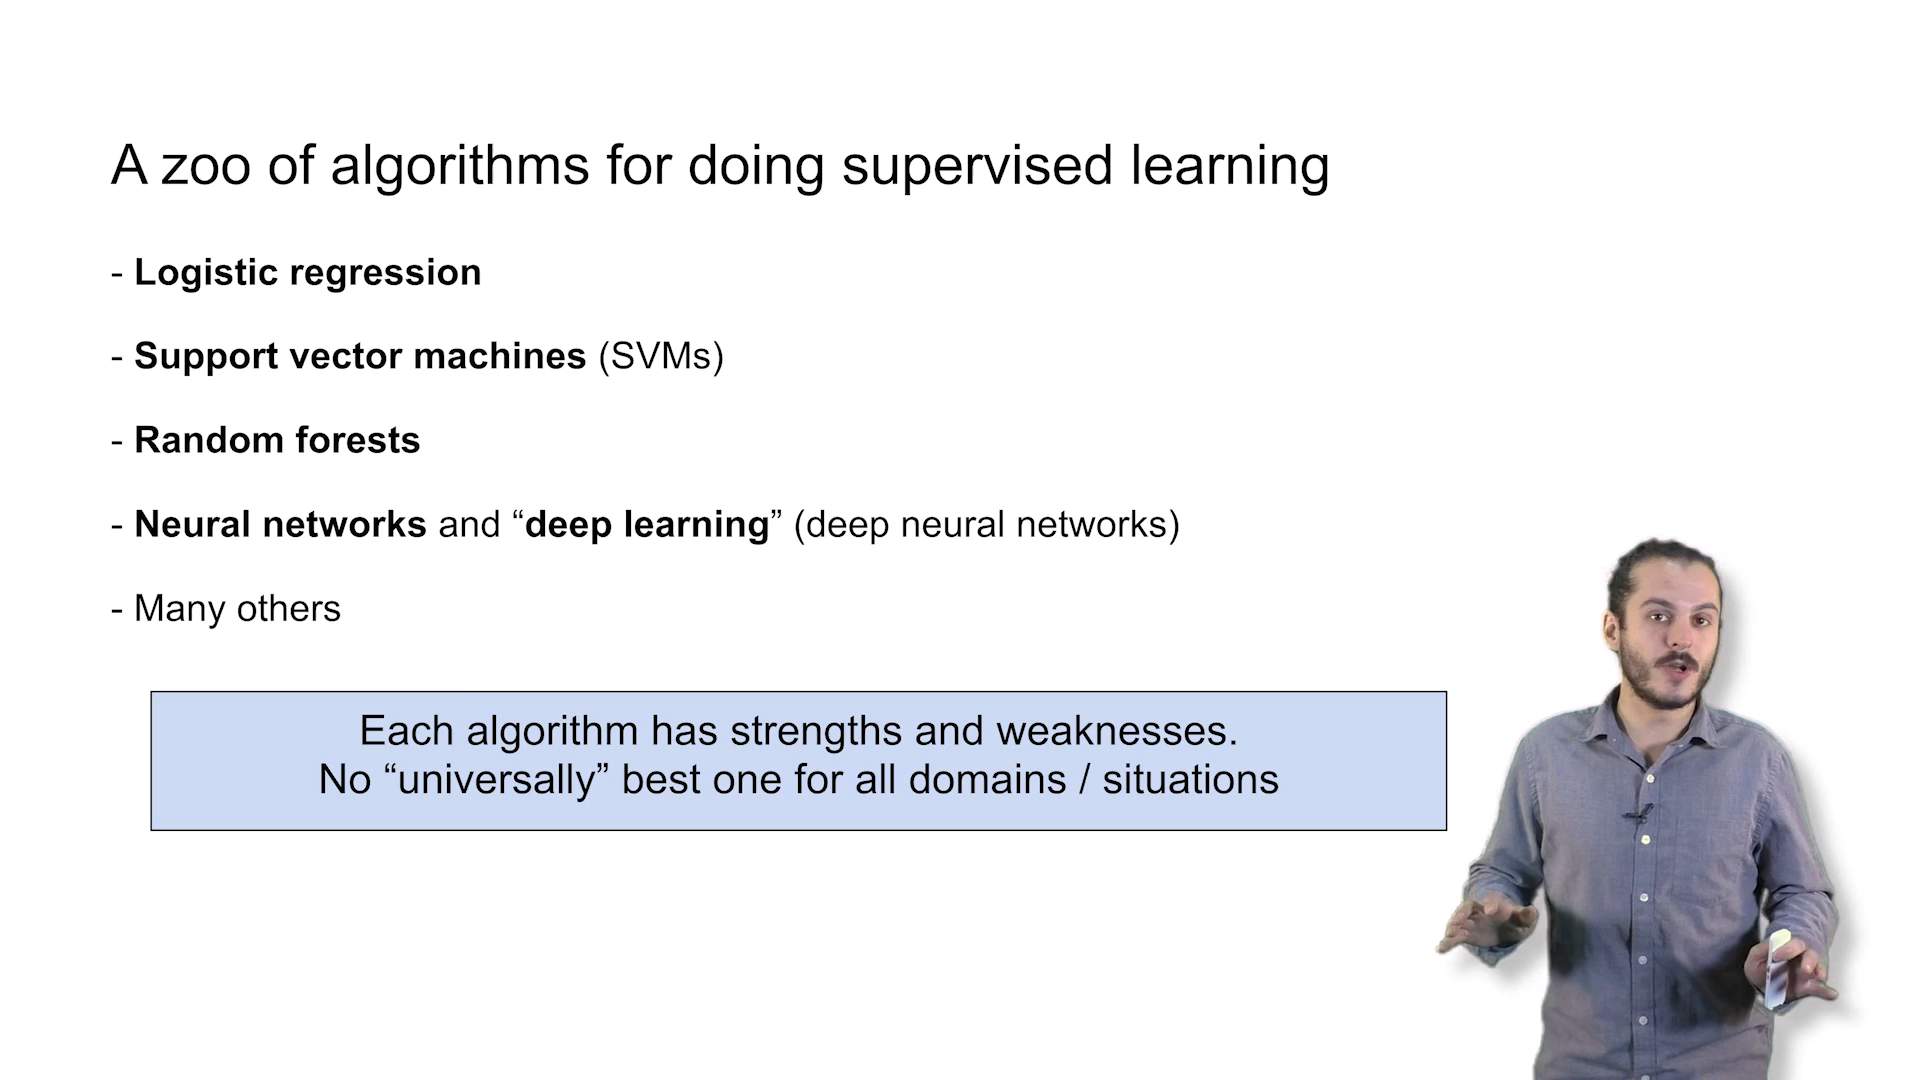 A zoo of algorithms for doing supervised learning
- Logistic regression
- Support vector machines (SVMs)
- Random forests
- Neural networks and “deep learning” (deep neural networks)
- Many others
Each algorithm has strengths and weaknesses.
No “universally” best one for all domains / situations